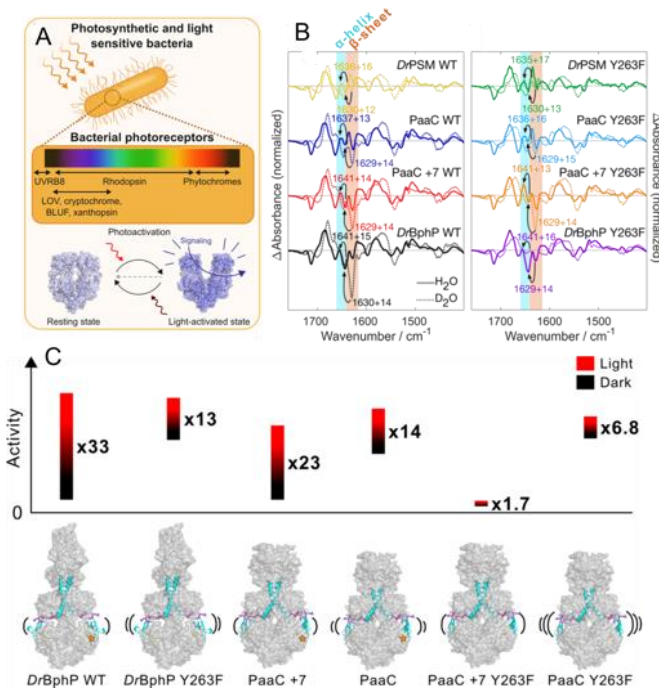 A
Photosynthetic and light
sensitive bacteria
Bacterial photoreceptors
UVRB8
Rhodopsin
Phytochromes
LOV, cryptochrome,
BLUF, xanthopsin
Photoactivation
Signaling
Resting state
Light-activated state
B
α-helix
β-sheet
ΔAbsorbance (normalized)
1636+16
DrPSM WT
1630+12
1637+13
PaaC WT
1629+14
1641+14
PaaC +7 WT
1629+14
1641+15
DrBphP WT
1630+14
H₂O
D₂O
1700
1600
1500
Wavenumber / cm⁻¹
1635+17
DrPSM Y263F
1630+13
1636+16
PaaC Y263F
1629+15
1641+13
PaaC +7 Y263F
1629+14
1641+16
DrBphP Y263F
1629+14
1700
1600
1500
Wavenumber / cm⁻¹
ΔAbsorbance (normalized)
C
Light
Dark
Activity
0
x33
x13
x23
x14
x1.7
x6.8
DrBphP WT
DrBphP Y263F
PaaC +7
PaaC
PaaC +7 Y263F
PaaC Y263F